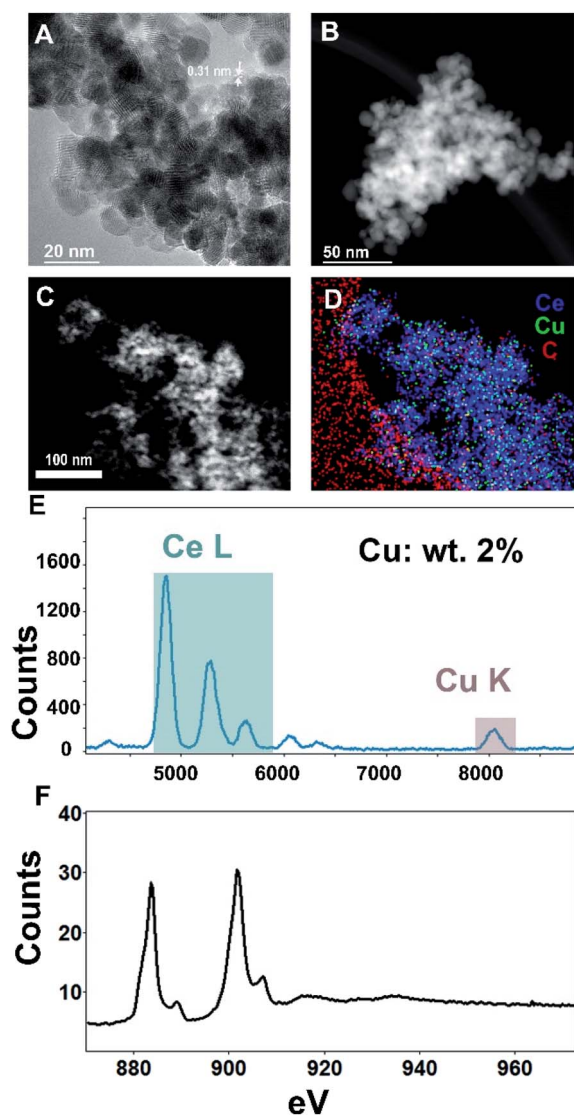 A
0.31 nm
20 nm
B
50 nm
C
100 nm
D
Ce
Cu
C
E
Ce L
Cu: wt. 2%
Cu K
Counts
1600
1200
800
400
0
5000 6000 7000 8000
F
Counts
40
30
20
10
880 900 920 940 960
eV